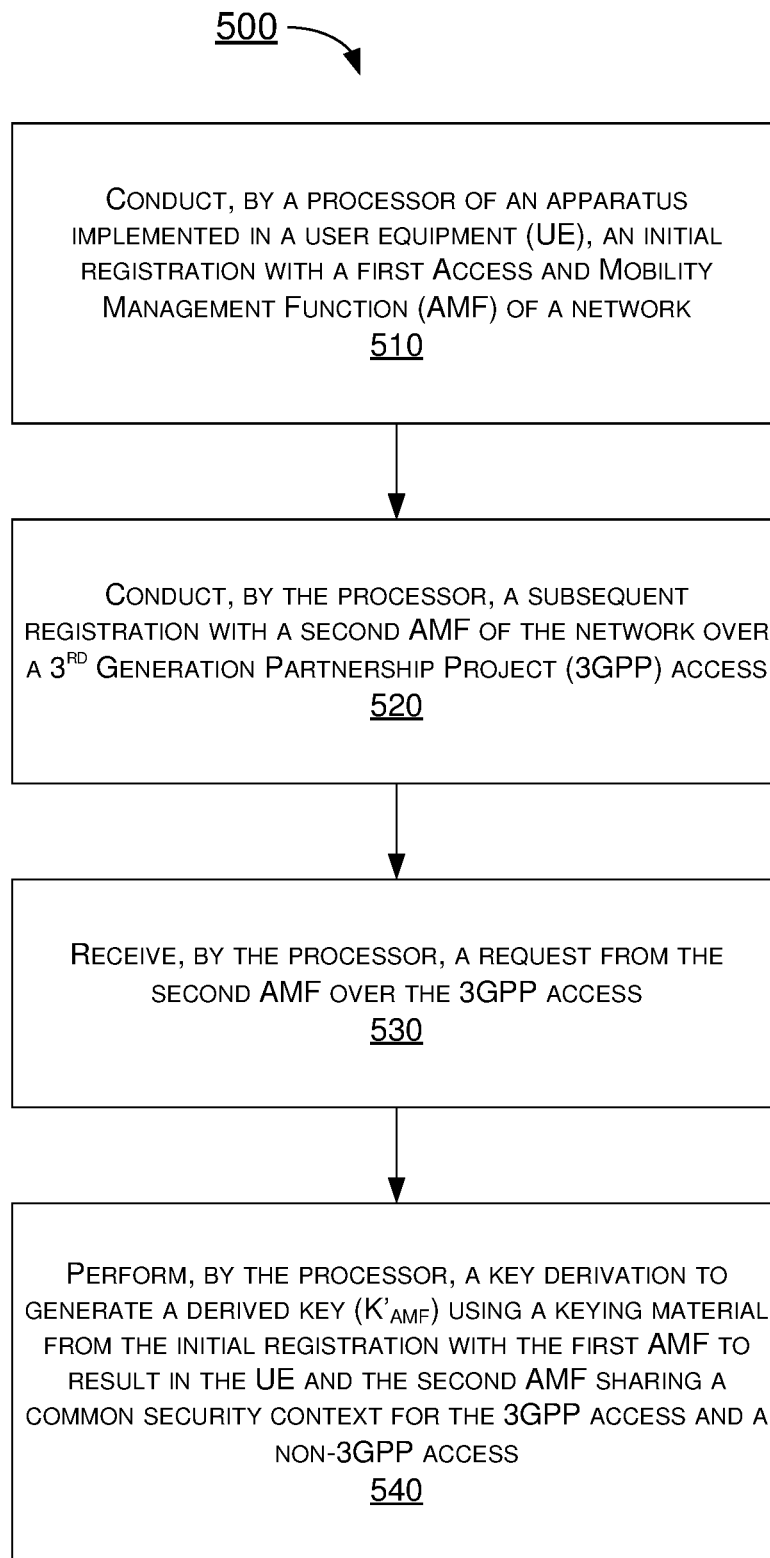 500
CONDUCT, BY A PROCESSOR OF AN APPARATUS
IMPLEMENTED IN A USER EQUIPMENT (UE), AN INITIAL
REGISTRATION WITH A FIRST ACCESS AND MOBILITY
MANAGEMENT FUNCTION (AMF) OF A NETWORK
510
CONDUCT, BY THE PROCESSOR, A SUBSEQUENT
REGISTRATION WITH A SECOND AMF OF THE NETWORK OVER
A 3RD GENERATION PARTNERSHIP PROJECT (3GPP) ACCESS
520
RECEIVE, BY THE PROCESSOR, A REQUEST FROM THE
SECOND AMF OVER THE 3GPP ACCESS
530
PERFORM, BY THE PROCESSOR, A KEY DERIVATION TO
GENERATE A DERIVED KEY (K'AMF) USING A KEYING MATERIAL
FROM THE INITIAL REGISTRATION WITH THE FIRST AMF TO
RESULT IN THE UE AND THE SECOND AMF SHARING A
COMMON SECURITY CONTEXT FOR THE 3GPP ACCESS AND A
NON-3GPP ACCESS
540